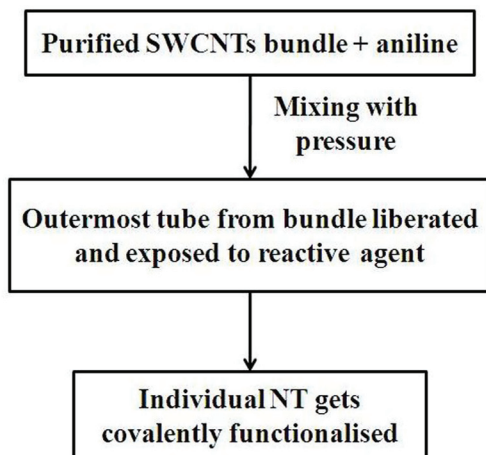 Purified SWCNTs bundle + aniline
Mixing with
pressure
Outermost tube from bundle liberated
and exposed to reactive agent
Individual NT gets
covalently functionalised